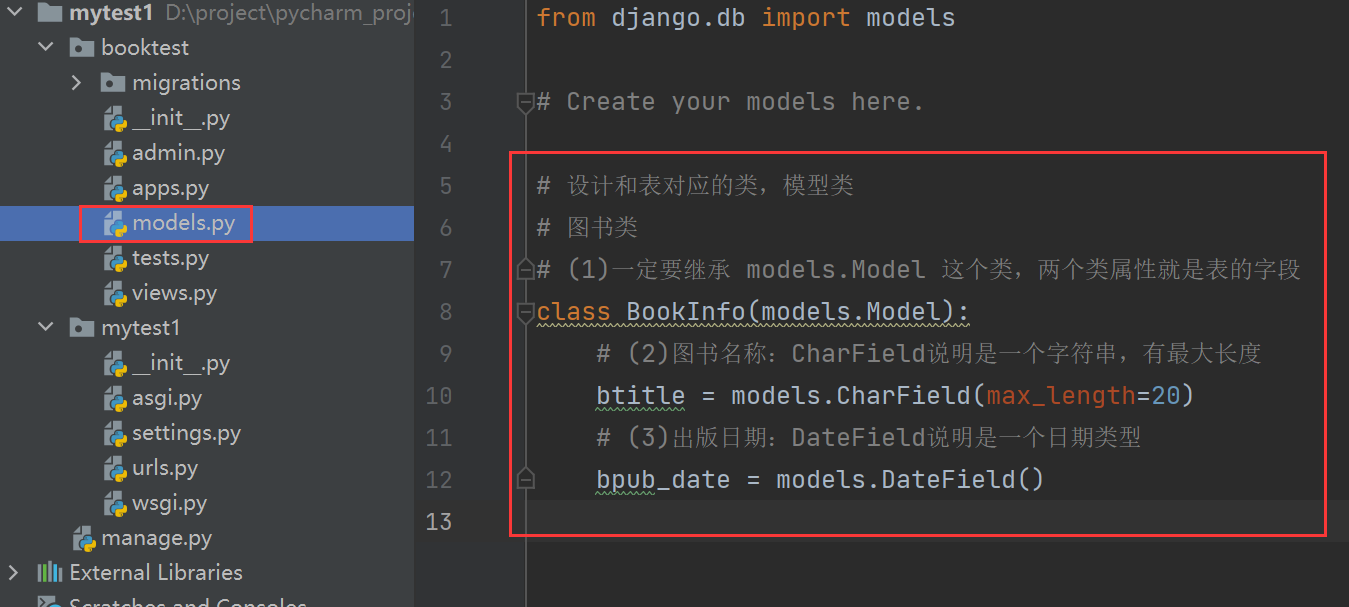 mytest1 D:\project\pycharm_proj
booktest
migrations
__init__.py
admin.py
apps.py
models.py
tests.py
views.py
mytest1
__init__.py
asgi.py
settings.py
urls.py
wsgi.py
manage.py
External Libraries
Scratches and Consoles
1 from django.db import models
2
3 # Create your models here.
4
5 # 设计和表对应的类，模型类
6 # 图书类
7 # (1)一定要继承 models.Model 这个类，两个类属性就是表的字段
8 class BookInfo(models.Model):
9 # (2)图书名称：CharField说明是一个字符串，有最大长度
10 btitle = models.CharField(max_length=20)
11 # (3)出版日期：DateField说明是一个日期类型
12 bpub_date = models.DateField()
13